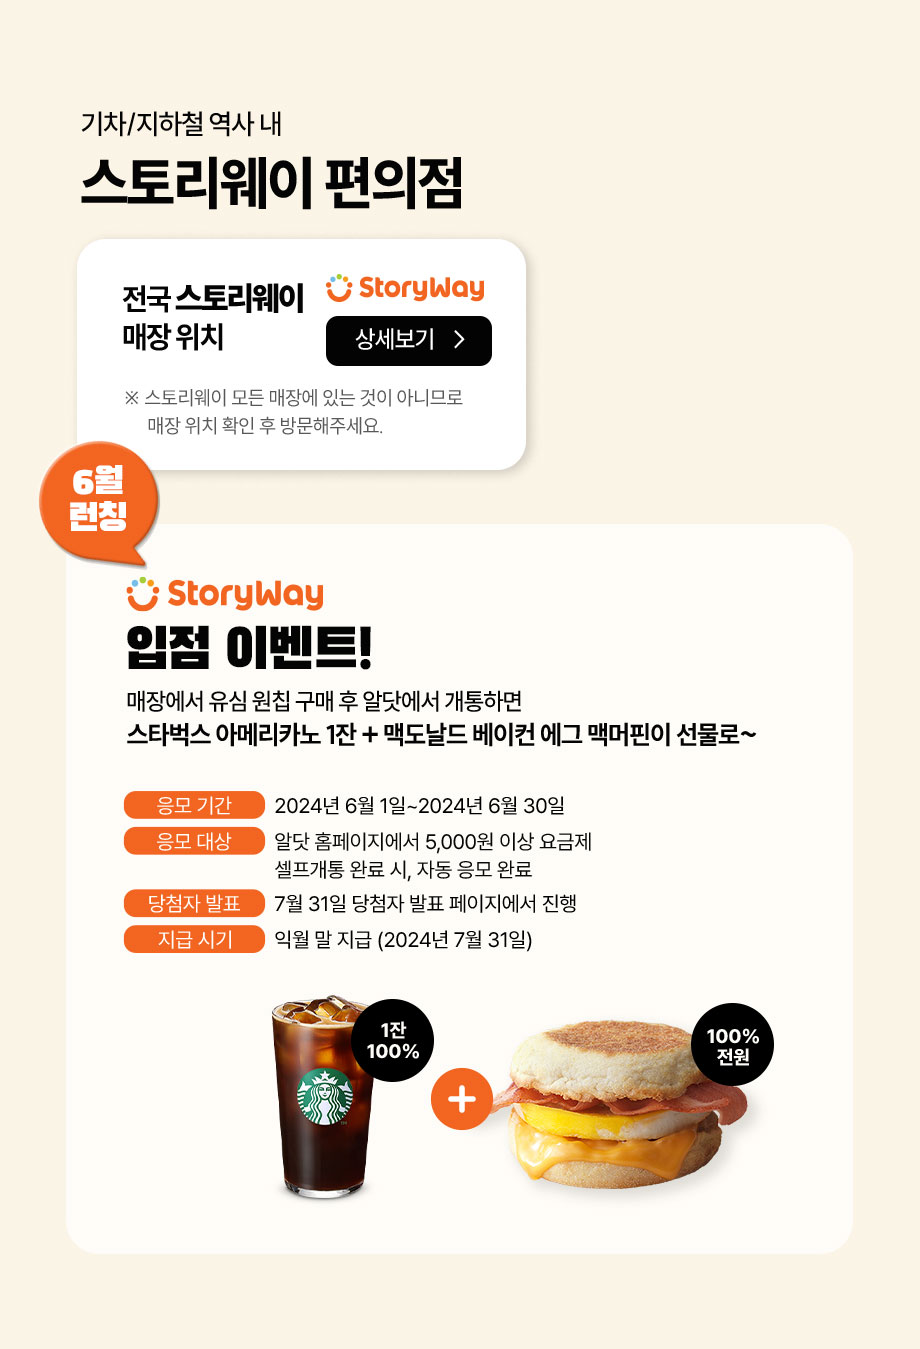 기차/지하철 역사 내
스토리웨이 편의점
전국 스토리웨이
매장 위치
StoryWay
상세보기 >
※ 스토리웨이 모든 매장에 있는 것이 아니므로
매장 위치 확인 후 방문해주세요.
6월
런칭
StoryWay
입점 이벤트!
매장에서 유심 원칩 구매 후 알닷에서 개통하면
스타벅스 아메리카노 1잔 + 맥도날드 베이컨 에그 맥머핀이 선물로~
응모 기간 2024년 6월 1일~2024년 6월 30일
응모 대상 알닷 홈페이지에서 5,000원 이상 요금제
셀프개통 완료 시, 자동 응모 완료
당첨자 발표 7월 31일 당첨자 발표 페이지에서 진행
지급 시기 익월 말 지급 (2024년 7월 31일)
1잔
100%
+
100%
전원